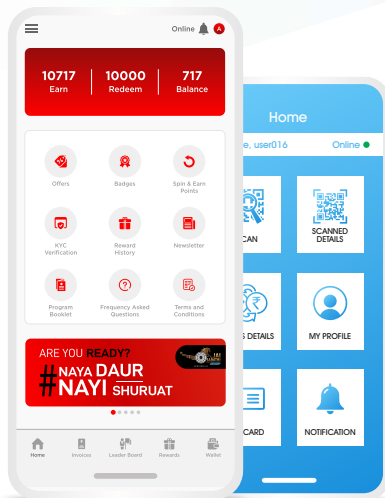 Online
A
10717
10000
717
Earn
Redeem
Balance
Offers
Badges
Spin & Earn
Points
KYC
Verification
Reward
History
Newsletter
Program
Booklet
Frequency Asked
Questions
Terms and
Conditions
ARE YOU READY?
#NAYA DAUR
NAYI SHURUAT
Home
Invoices
Leader Board
Rewards
Wallet
Home
e, user016
Online
CAN
SCANNED
DETAILS
S DETAILS
MY PROFILE
CARD
NOTIFICATION